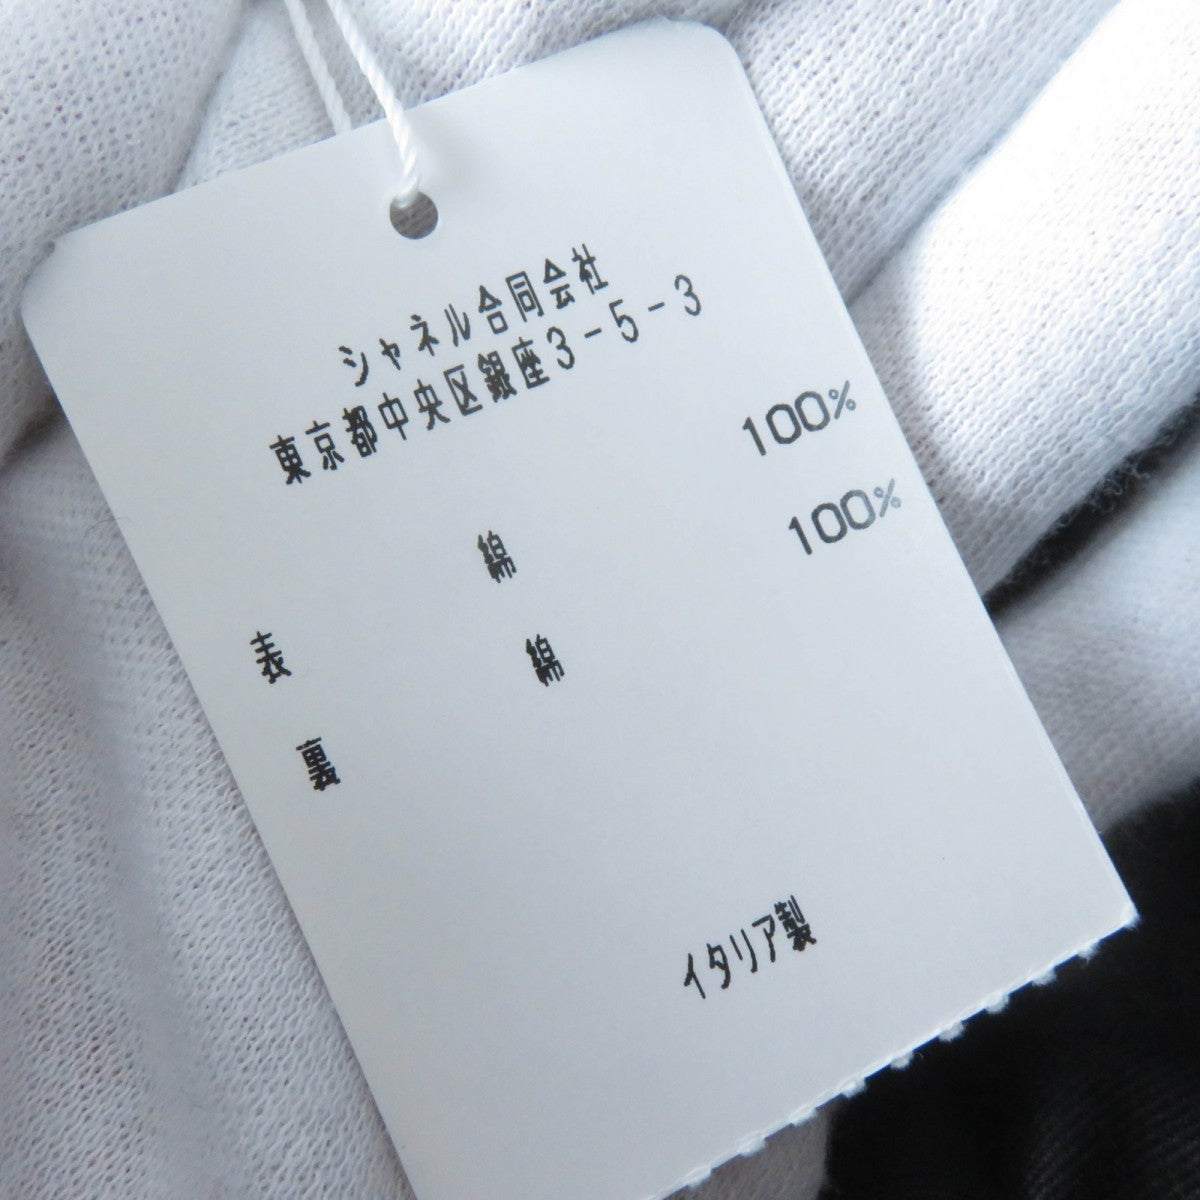 シャネル合同会社
東京都中央区銀座3-5-3
表 綿 100%
裏 綿 100%
イタリア製